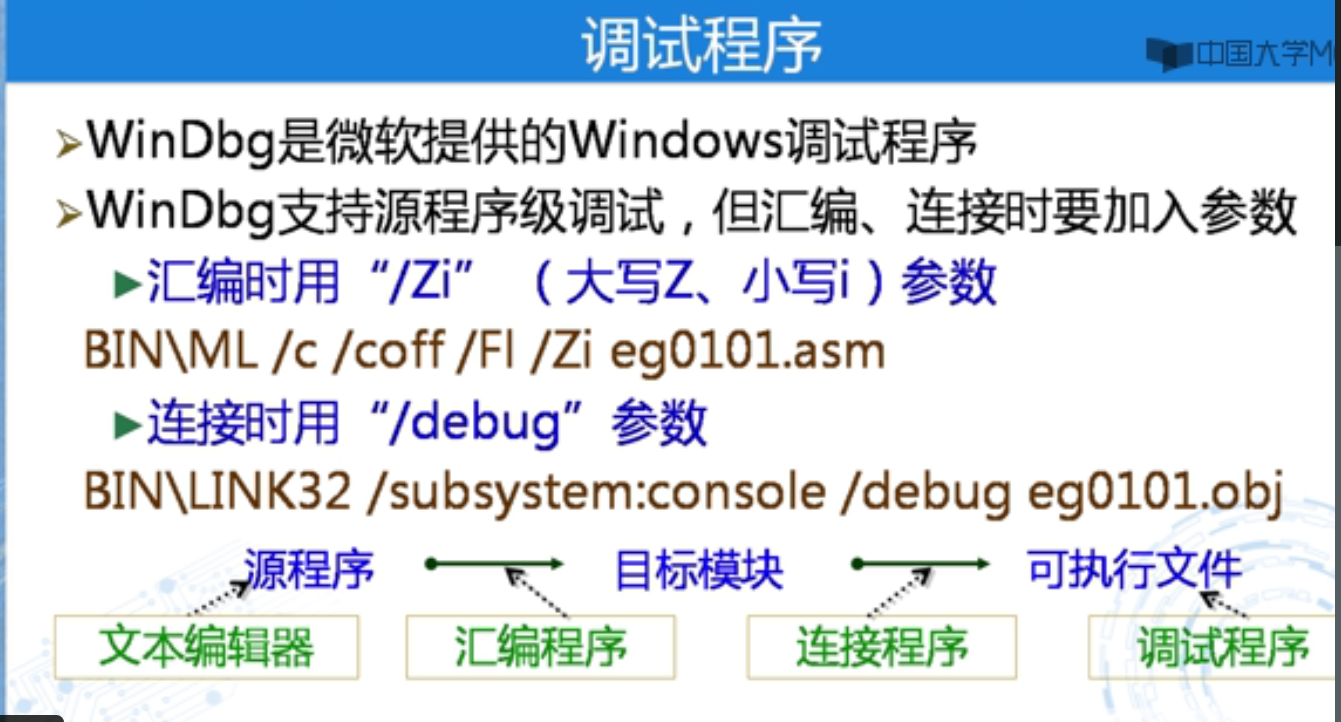 调试程序
中国大学M
➢WinDbg是微软提供的Windows调试程序
➢WinDbg支持源程序级调试，但汇编、连接时要加入参数
►汇编时用“/Zi”（大写Z、小写i）参数
BIN\ML /c /coff /Fl /Zi eg0101.asm
►连接时用“/debug”参数
BIN\LINK32 /subsystem:console /debug eg0101.obj
源程序 目标模块 可执行文件
文本编辑器 汇编程序 连接程序 调试程序